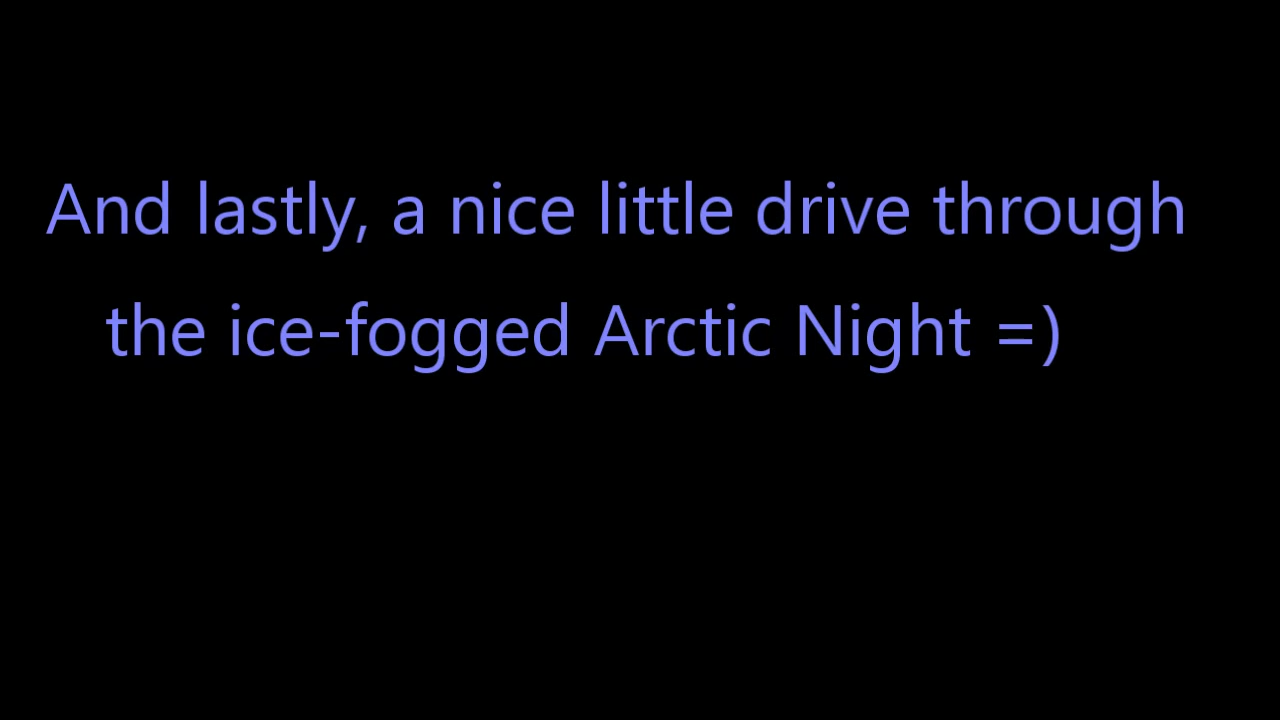 And lastly, a nice little drive through
the ice-fogged Arctic Night =)